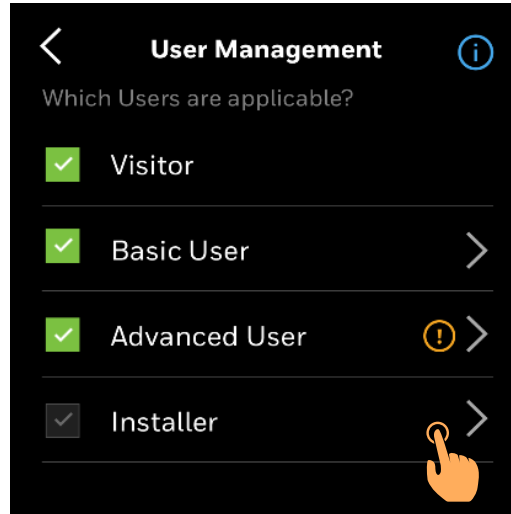 User Management
Which Users are applicable?
Visitor
Basic User
Advanced User
Installer